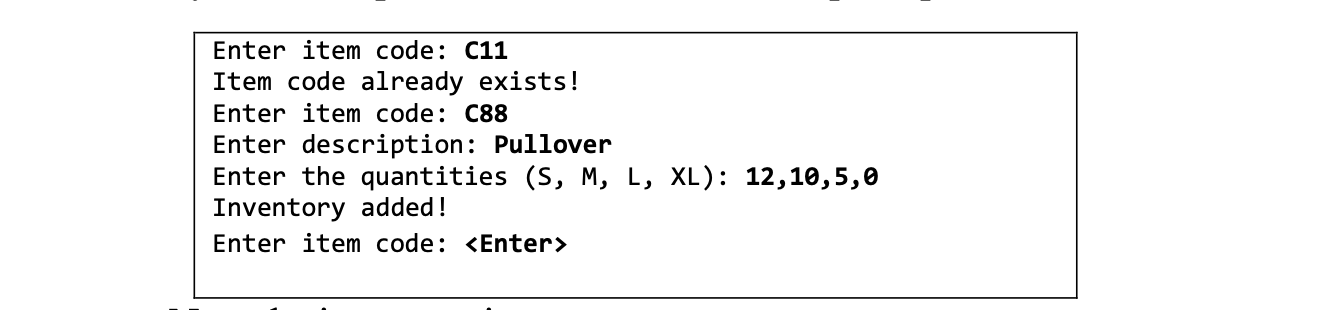 Enter item code: C11
Item code already exists!
Enter item code: C88
Enter description: Pullover
Enter the quantities (S, M, L, XL): 12,10,5,0
Inventory added!
Enter item code: <Enter>